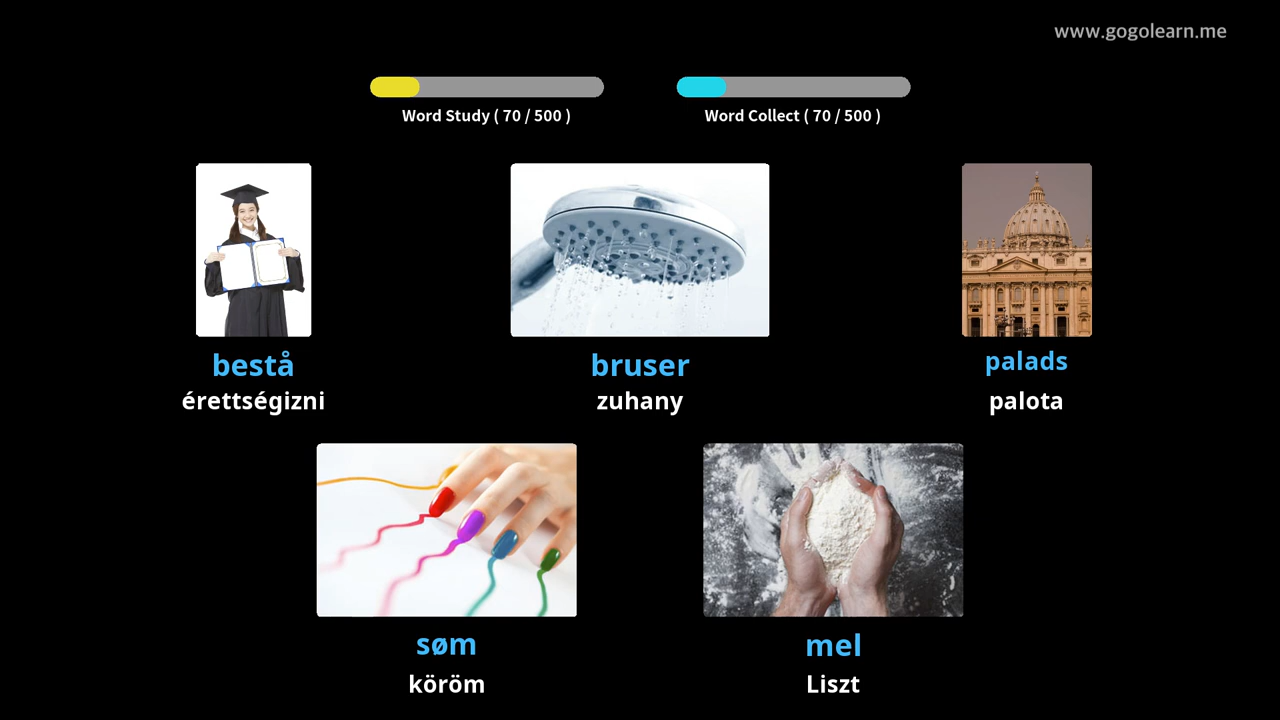 www.gogolearn.me
Word Study ( 70 / 500 )
Word Collect ( 70 / 500 )
bestå
bruser
palads
érettségizni
zuhany
palota
søm
mel
köröm
Liszt